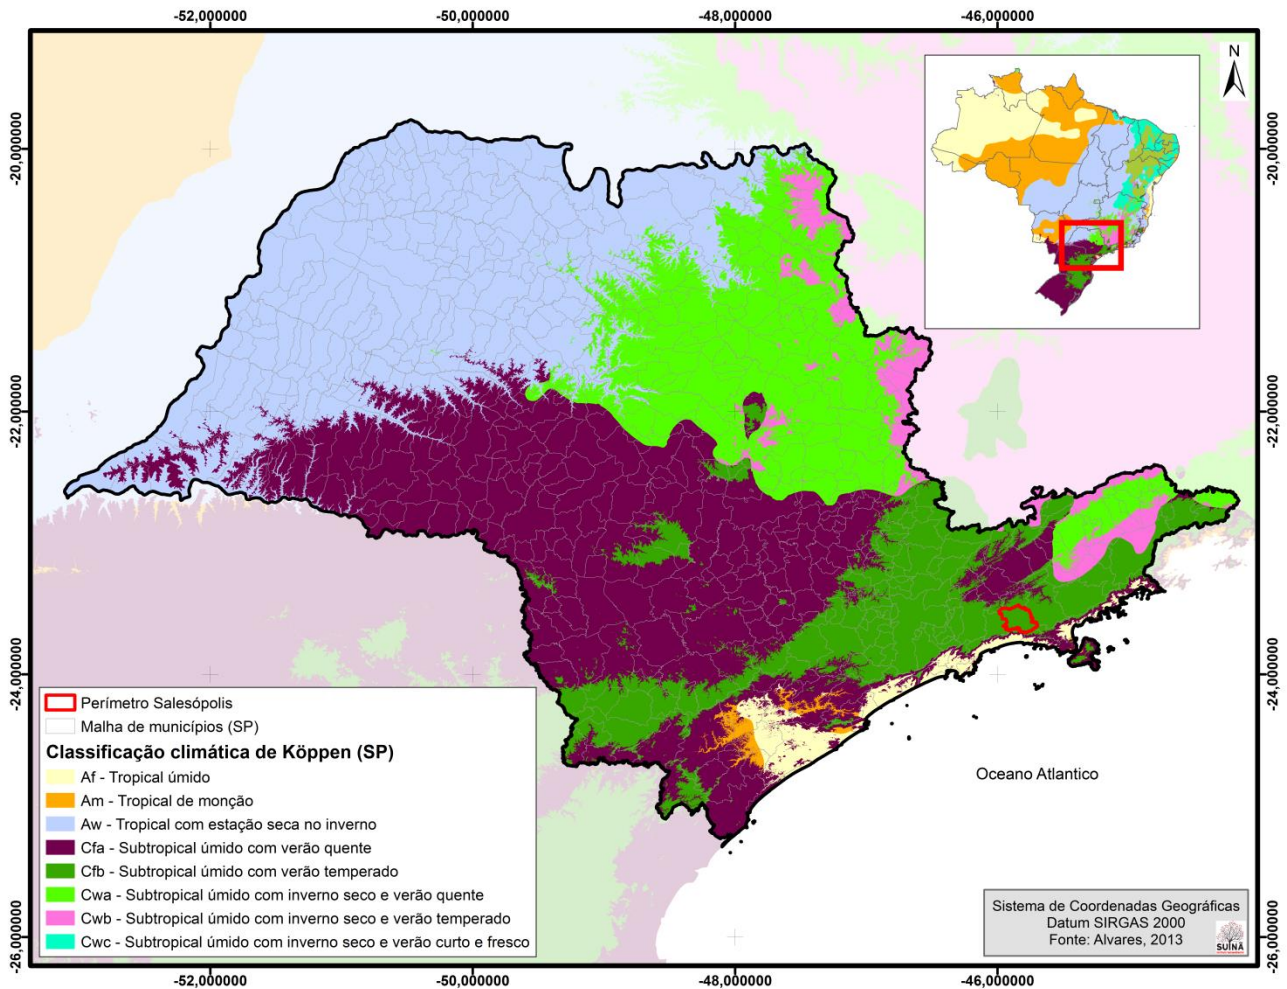 -52,000000
-50,000000
-48,000000
-46,000000
N
-20,000000
-20,000000
-22,000000
-22,000000
-24,000000
-24,000000
Perímetro Salesópolis
Malha de municípios (SP)
Classificação climática de Köppen (SP)
Af - Tropical úmido
Am - Tropical de monção
Aw - Tropical com estação seca no inverno
Cfa - Subtropical úmido com verão quente
Cfb - Subtropical úmido com verão temperado
Cwa - Subtropical úmido com inverno seco e verão quente
Cwb - Subtropical úmido com inverno seco e verão temperado
Cwc - Subtropical úmido com inverno seco e verão curto e fresco
Oceano Atlantico
Sistema de Coordenadas Geográficas
Datum SIRGAS 2000
Fonte: Alvares, 2013
SUINÃ
-26,000000
-26,000000
-52,000000
-50,000000
-48,000000
-46,000000